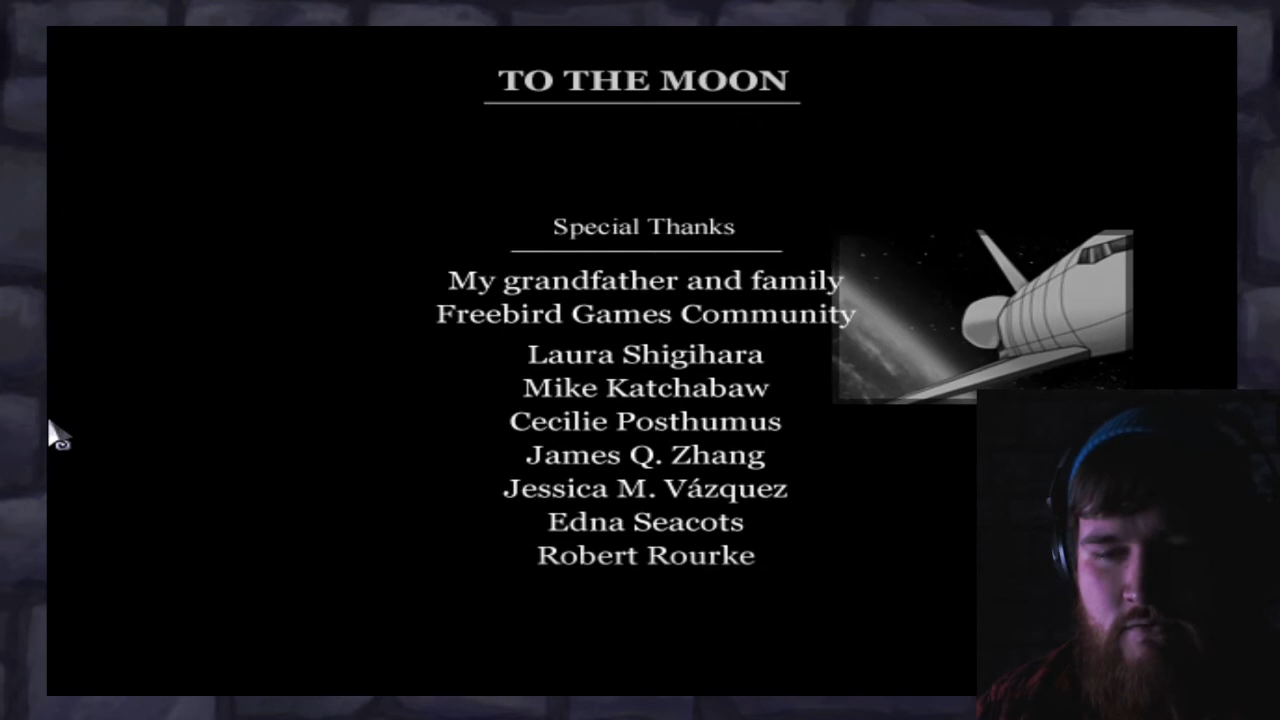 TO THE MOON
Special Thanks
My grandfather and family
Freebird Games Community
Laura Shigihara
Mike Katchabaw
Cecilie Posthumus
James Q. Zhang
Jessica M. Vázquez
Edna Seacots
Robert Rourke